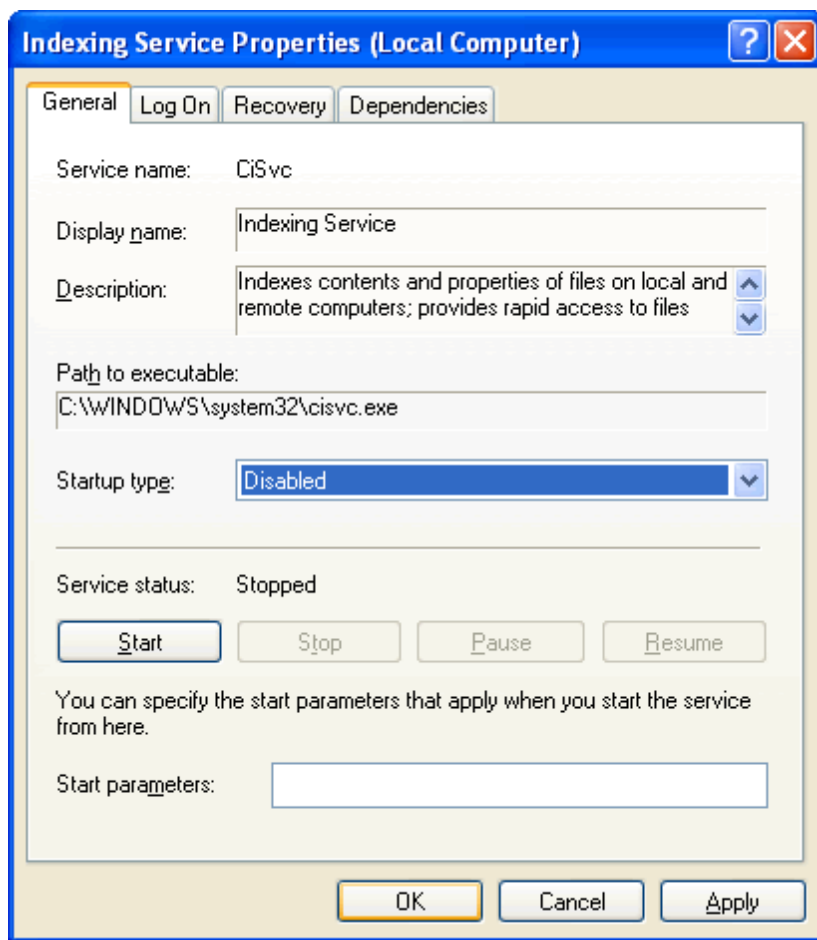 Indexing Service Properties (Local Computer)
General Log On Recovery Dependencies
Service name: CiSvc
Display name: Indexing Service
Description: Indexes contents and properties of files on local and
remote computers; provides rapid access to files
Path to executable:
C:\WINDOWS\system32\cisvc.exe
Startup type: Disabled
Service status: Stopped
Start Stop Pause Resume
You can specify the start parameters that apply when you start the service
from here.
Start parameters:
OK Cancel Apply